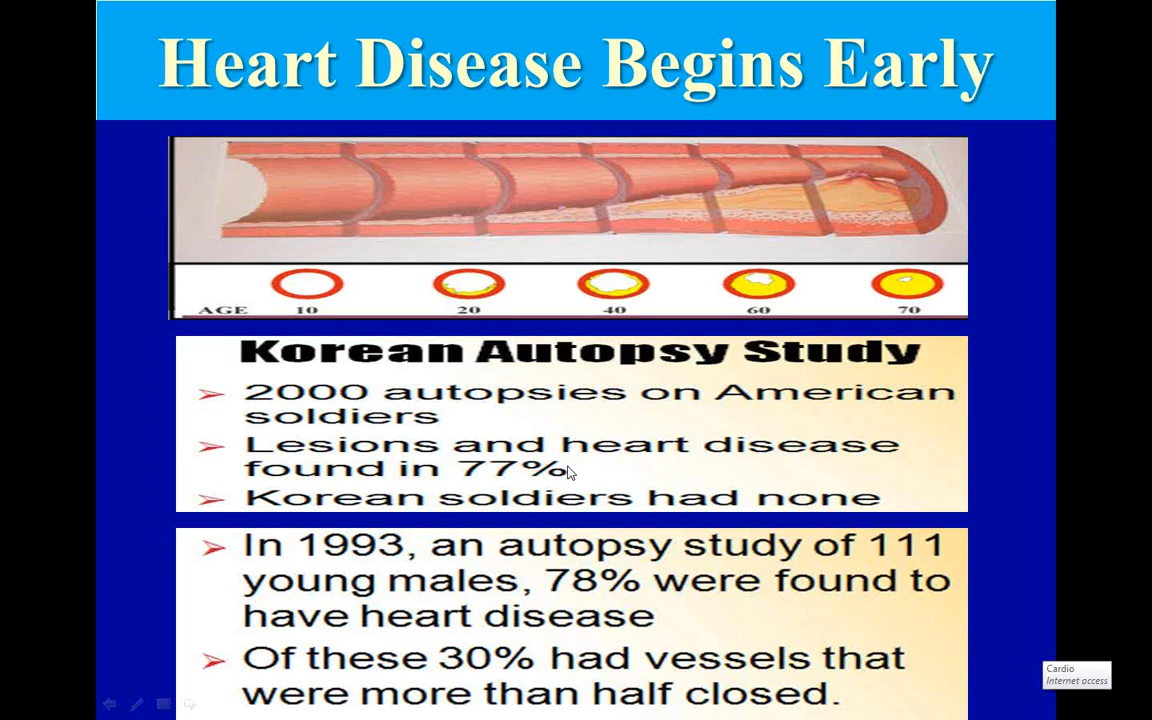 Heart Disease Begins Early
AGE 10 20 40 60 70
Korean Autopsy Study
➢ 2000 autopsies on American
soldiers
➢ Lesions and heart disease
found in 77%
➢ Korean soldiers had none
➢ In 1993, an autopsy study of 111
young males, 78% were found to
have heart disease
➢ Of these 30% had vessels that
were more than half closed.
Cardio
Internet access